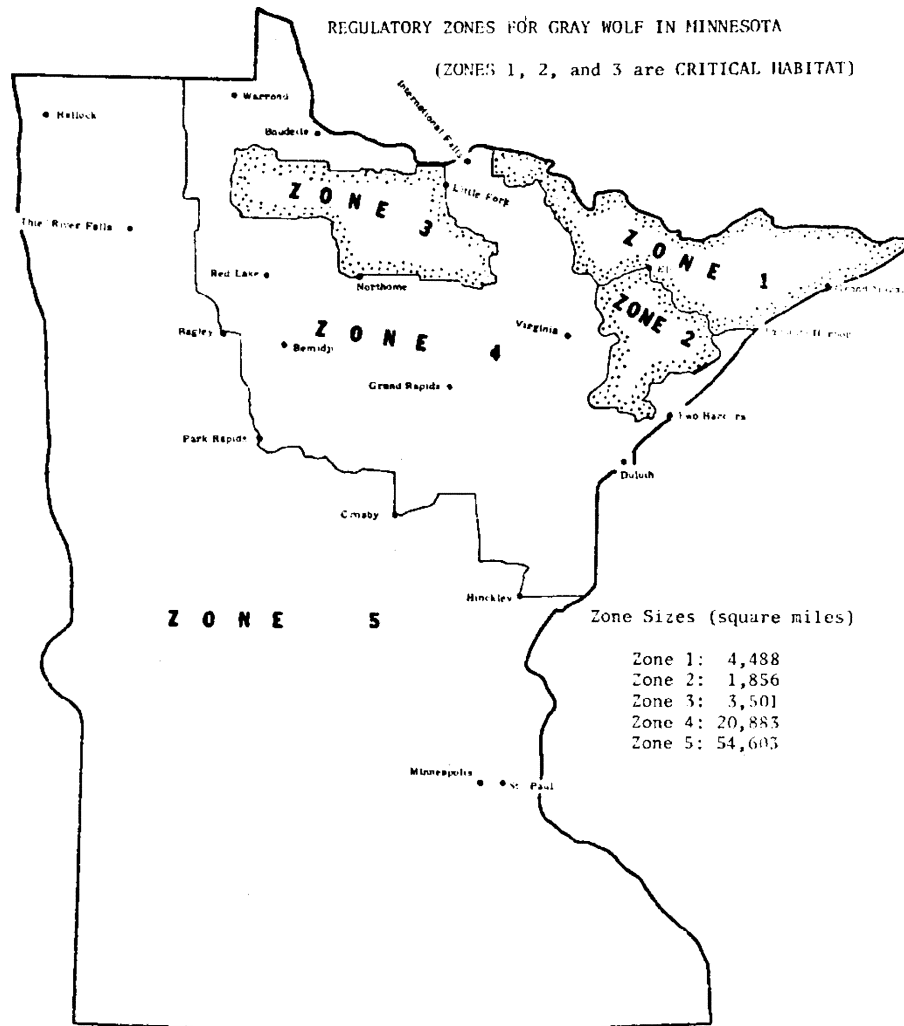 REGULATORY ZONES FOR GRAY WOLF IN MINNESOTA
(ZONES 1, 2, and 3 are CRITICAL HABITAT)
Warroad
Hallock
International Falls
Baudette
ZONE 3
Little Fork
Thief River Falls
ZONE 1
Red Lake
Northome
Ely
Grand Marais
ZONE 2
Virginia
Bagley
ZONE 4
Bemidji
Grand Rapids
Two Harbors
Park Rapids
Duluth
Crosby
Hinckley
ZONE 5
Zone Sizes (square miles)
Zone 1: 4,488
Zone 2: 1,856
Zone 3: 3,501
Zone 4: 20,883
Zone 5: 54,603
Minneapolis
St. Paul